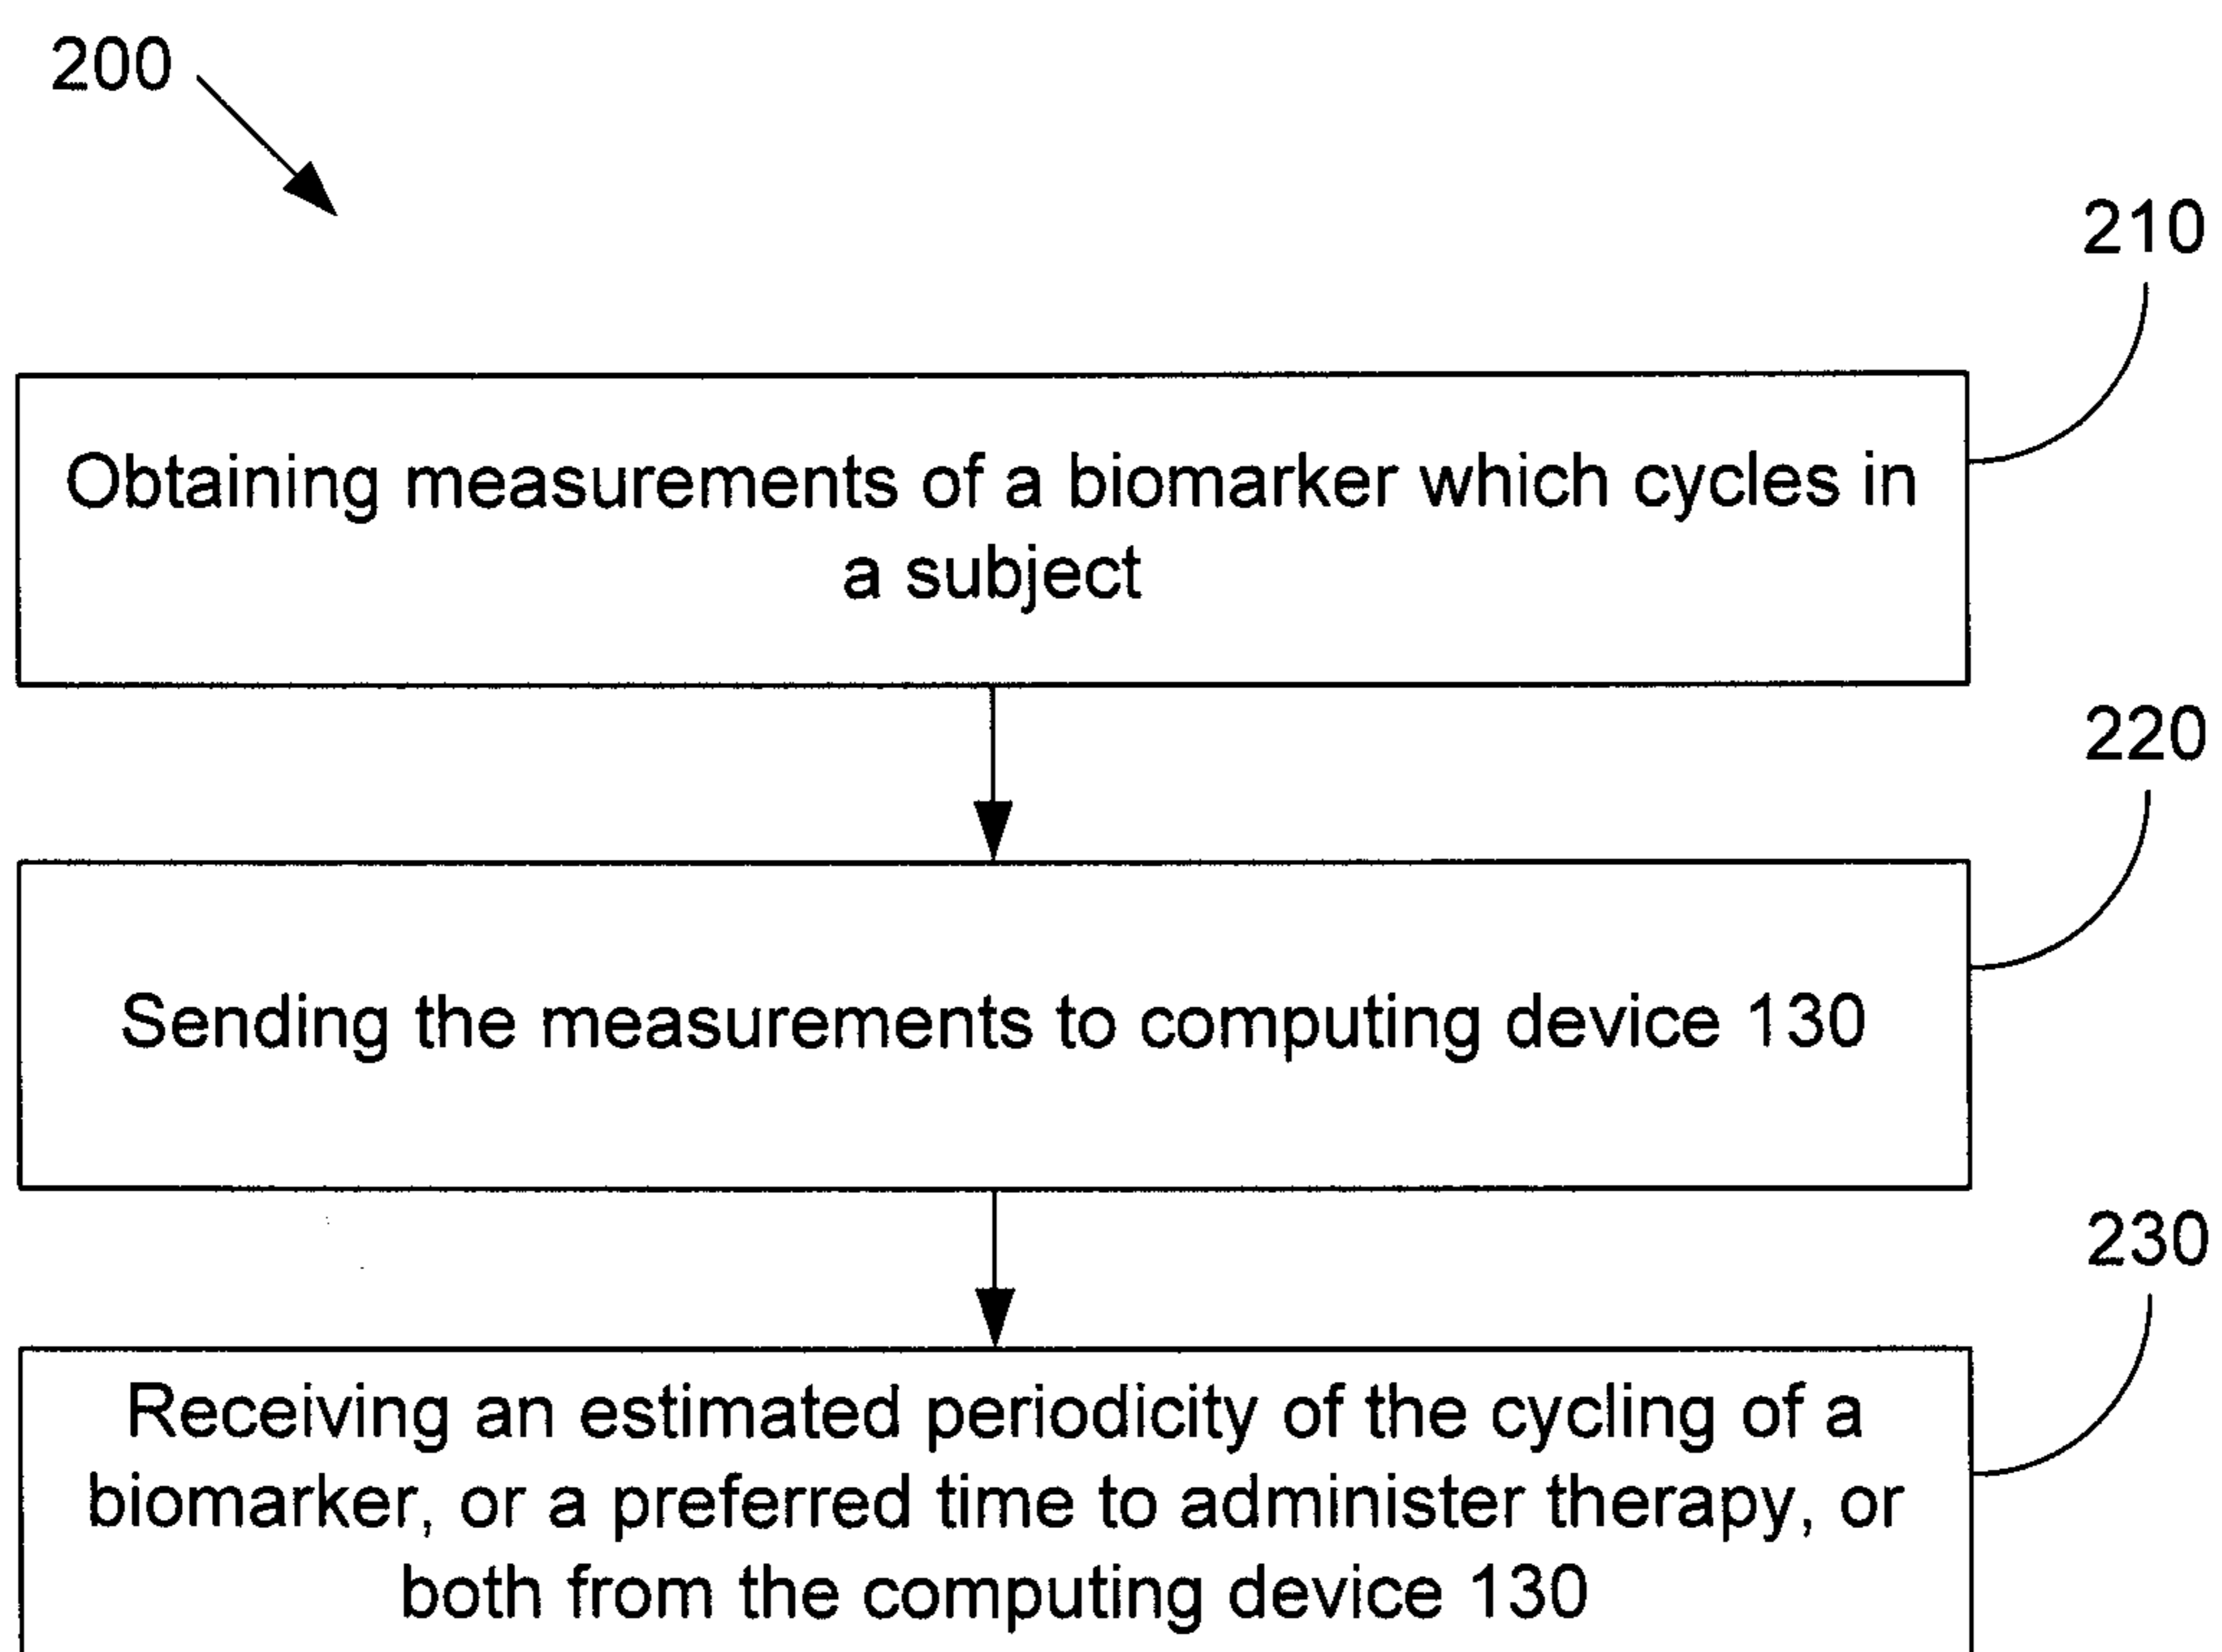 200
210
Obtaining measurements of a biomarker which cycles in
a subject
220
Sending the measurements to computing device 130
230
Receiving an estimated periodicity of the cycling of a
biomarker, or a preferred time to administer therapy, or
both from the computing device 130